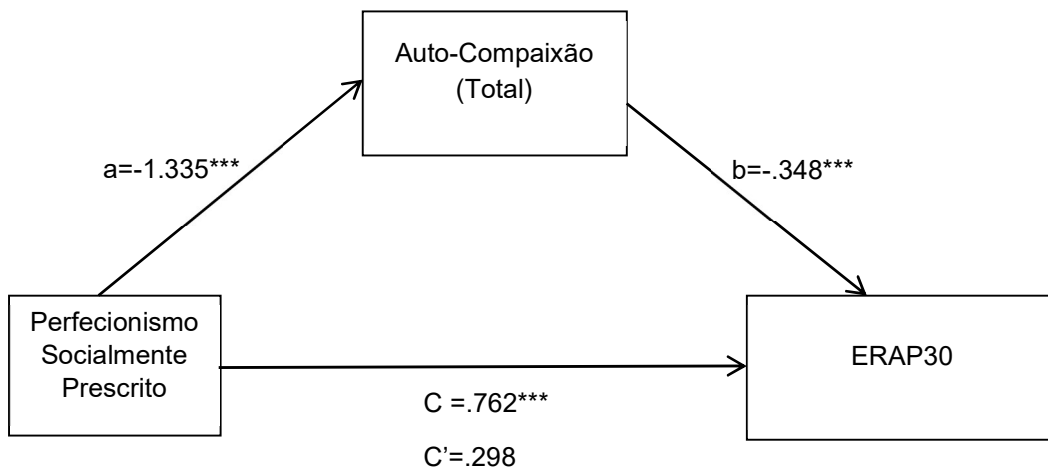 Auto-Compaixão
(Total)
a=-1.335***
b=-.348***
Perfecionismo
Socialmente
Prescrito
ERAP30
C =.762***
C’=.298